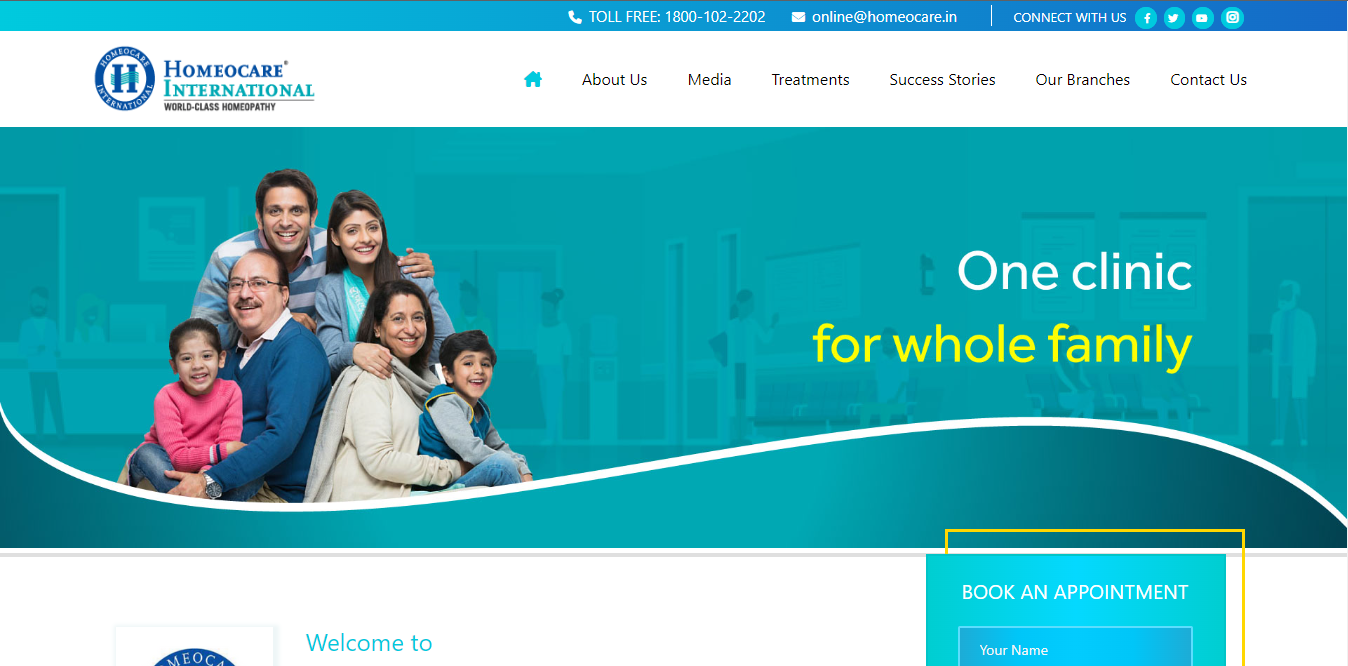 TOLL FREE: 1800-102-2202 online@homeocare.in CONNECT WITH US
HOMEOCARE
INTERNATIONAL
H
HOMEOCARE®
INTERNATIONAL
WORLD-CLASS HOMEOPATHY
About Us Media Treatments Success Stories Our Branches Contact Us
One clinic
for whole family
BOOK AN APPOINTMENT
Your Name
Welcome to